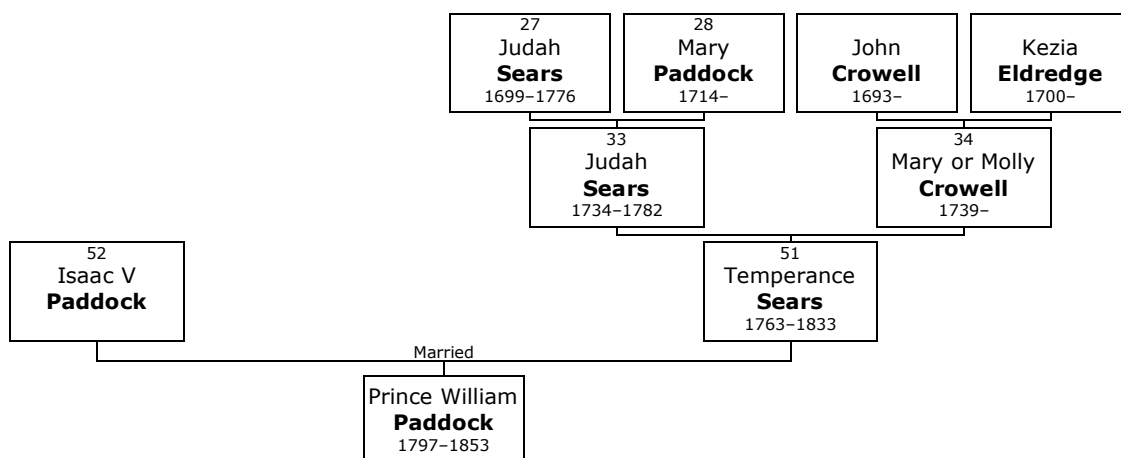 27
Judah
Sears
1699–1776
28
Mary
Paddock
1714–
John
Crowell
1693–
Kezia
Eldredge
1700–
33
Judah
Sears
1734–1782
34
Mary or Molly
Crowell
1739–
52
Isaac V
Paddock
51
Temperance
Sears
1763–1833
Married
Prince William
Paddock
1797–1853